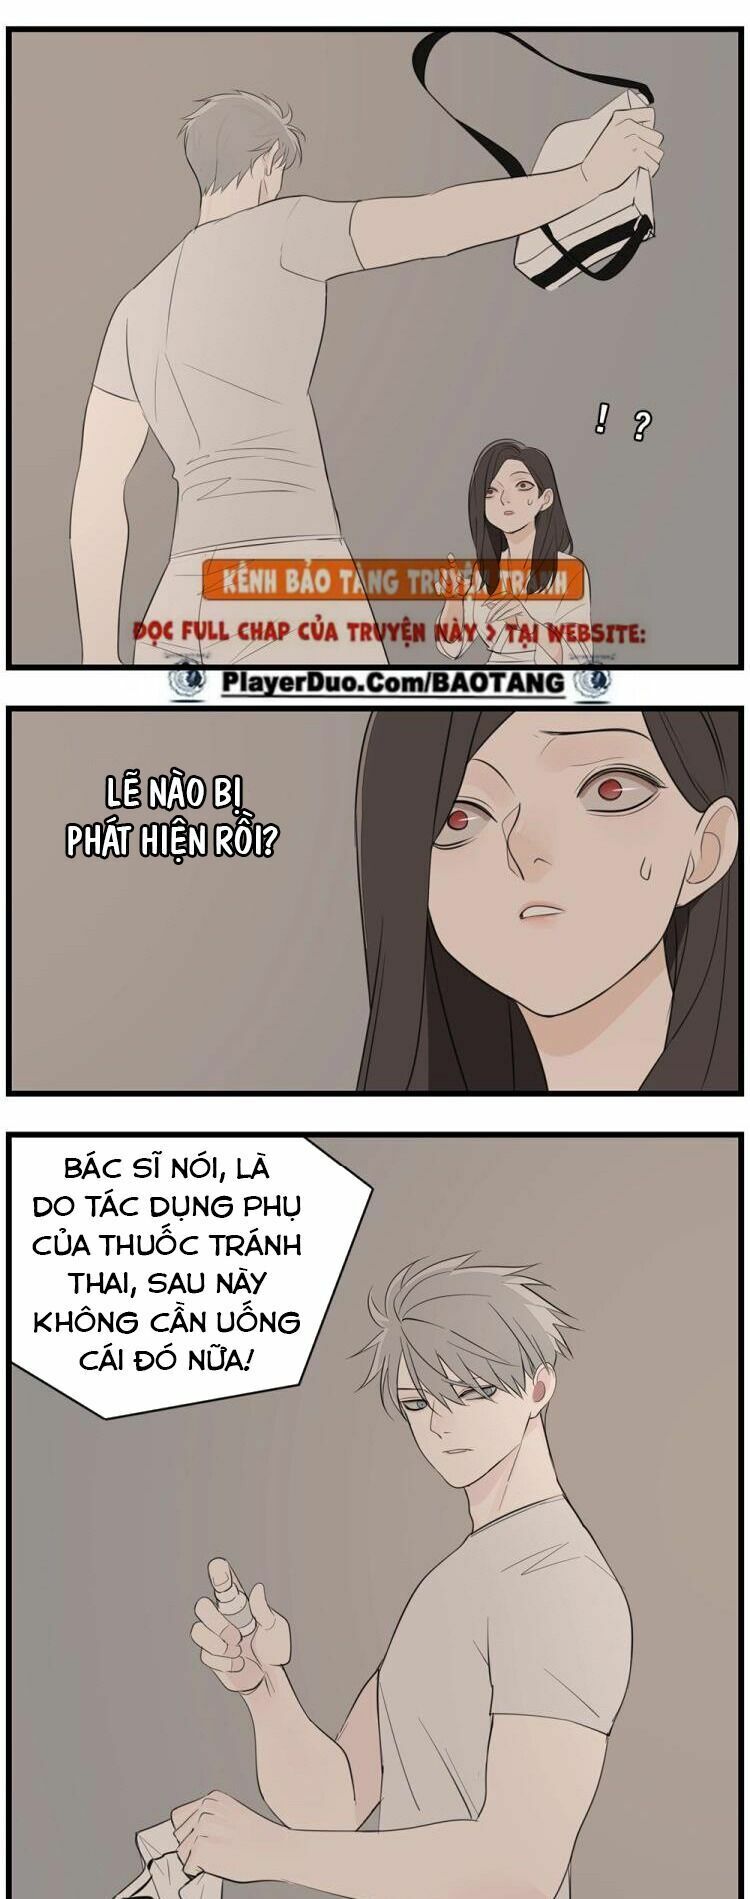 ! ?
KÊNH BẢO TÀNG TRUYỆN TRANH
ĐỌC FULL CHAP CỦA TRUYỆN NÀY > TẠI WEBSITE:
PlayerDuo.Com/BAOTANG
LẼ NÀO BỊ
PHÁT HIỆN RỒI?
BÁC SĨ NÓI, LÀ
DO TÁC DỤNG PHỤ
CỦA THUỐC TRÁNH
THAI, SAU NÀY
KHÔNG CẦN UỐNG
CÁI ĐÓ NỮA!